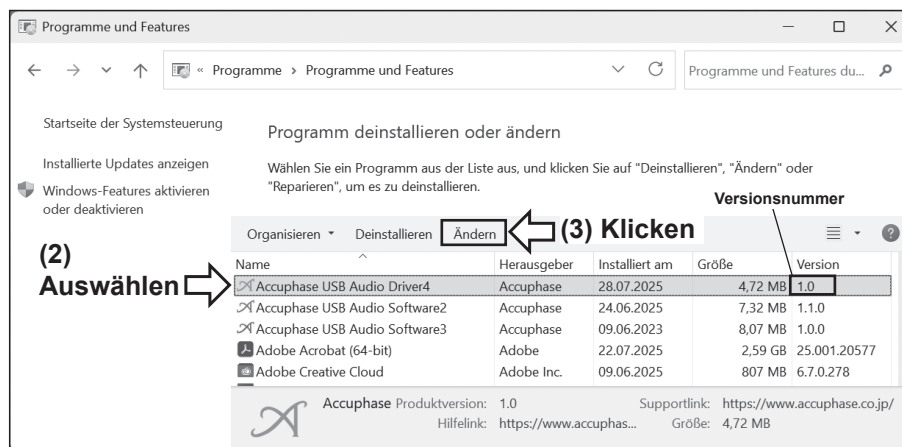 Programme und Features
« Programme > Programme und Features
Programme und Features du...
Startseite der Systemsteuerung
Installierte Updates anzeigen
Windows-Features aktivieren
oder deaktivieren
Programm deinstallieren oder ändern
Wählen Sie ein Programm aus der Liste aus, und klicken Sie auf "Deinstallieren", "Ändern" oder
"Reparieren", um es zu deinstallieren.
Versionsnummer
Organisieren Deinstallieren Ändern (3) Klicken ?
(2)
Auswählen
Name Herausgeber Installiert am Größe Version
Accuphase USB Audio Driver4 Accuphase 28.07.2025 4,72 MB 1.0
Accuphase USB Audio Software2 Accuphase 24.06.2025 7,32 MB 1.1.0
Accuphase USB Audio Software3 Accuphase 09.06.2023 8,07 MB 1.0.0
Adobe Acrobat (64-bit) Adobe 22.07.2025 2,59 GB 25.001.20577
Adobe Creative Cloud Adobe Inc. 09.06.2025 807 MB 6.7.0.278
Accuphase Produktversion: 1.0 Supportlink: https://www.accuphase.co.jp/
Hilfelink: https://www.accuphas... Größe: 4,72 MB